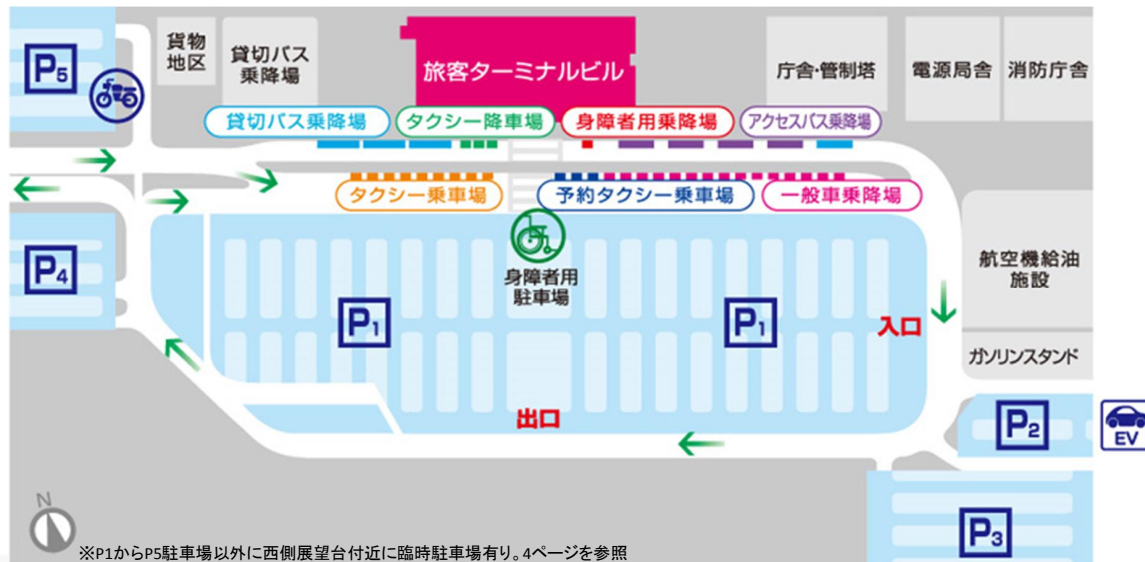 P5
貨物
地区
貸切バス
乗降場
旅客ターミナルビル
庁舎・管制塔
電源局舎
消防庁舎
貸切バス乗降場
タクシー降車場
身障者用乗降場
アクセスバス乗降場
タクシー乗車場
予約タクシー乗車場
一般車乗降場
P4
身障者用
駐車場
航空機給油
施設
P1
P1
入口
ガソリンスタンド
出口
P2
EV
P3
N
※P1からP5駐車場以外に西側展望台付近に臨時駐車場有り。4ページを参照